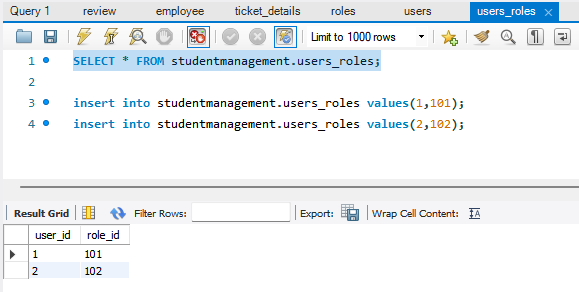 Query 1 review employee ticket_details roles users users_roles
Limit to 1000 rows
1 SELECT * FROM studentmanagement.users_roles;
3 insert into studentmanagement.users_roles values(1,101);
4 insert into studentmanagement.users_roles values(2,102);
Result Grid Filter Rows: Export: Wrap Cell Content:
user_id role_id
1 101
2 102